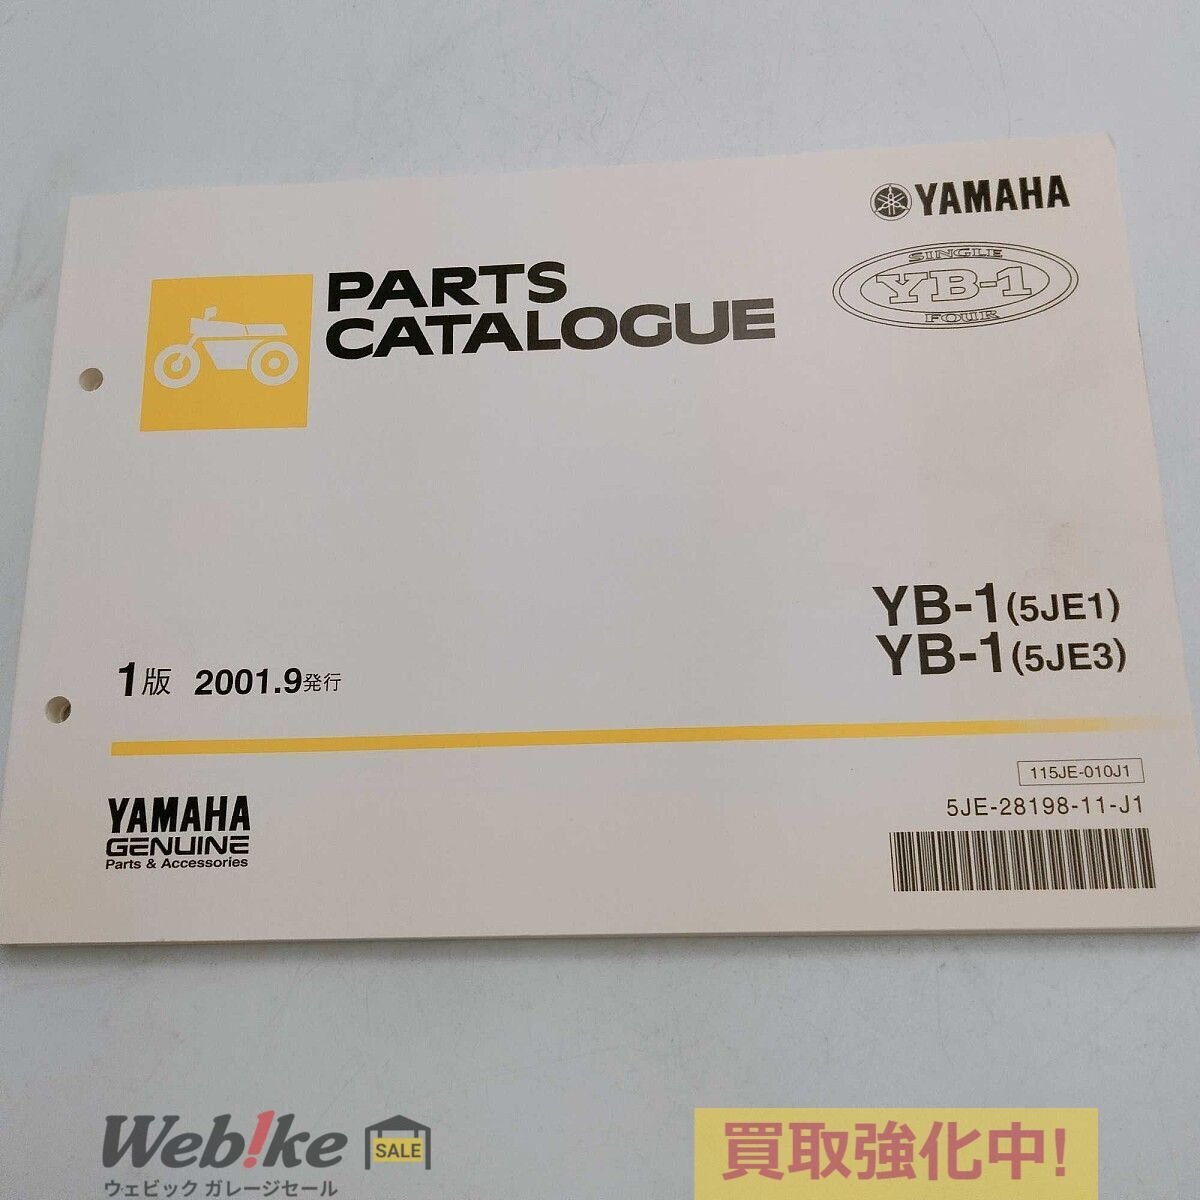 YAMAHA
SINGLE
YB-1
FOUR
PARTS
CATALOGUE
YB-1(5JE1)
YB-1(5JE3)
1版 2001.9発行
115JE-010J1
5JE-28198-11-J1
YAMAHA
GENUINE
Parts & Accessories
Web!ke SALE
ウェビック ガレージセール
買取強化中!